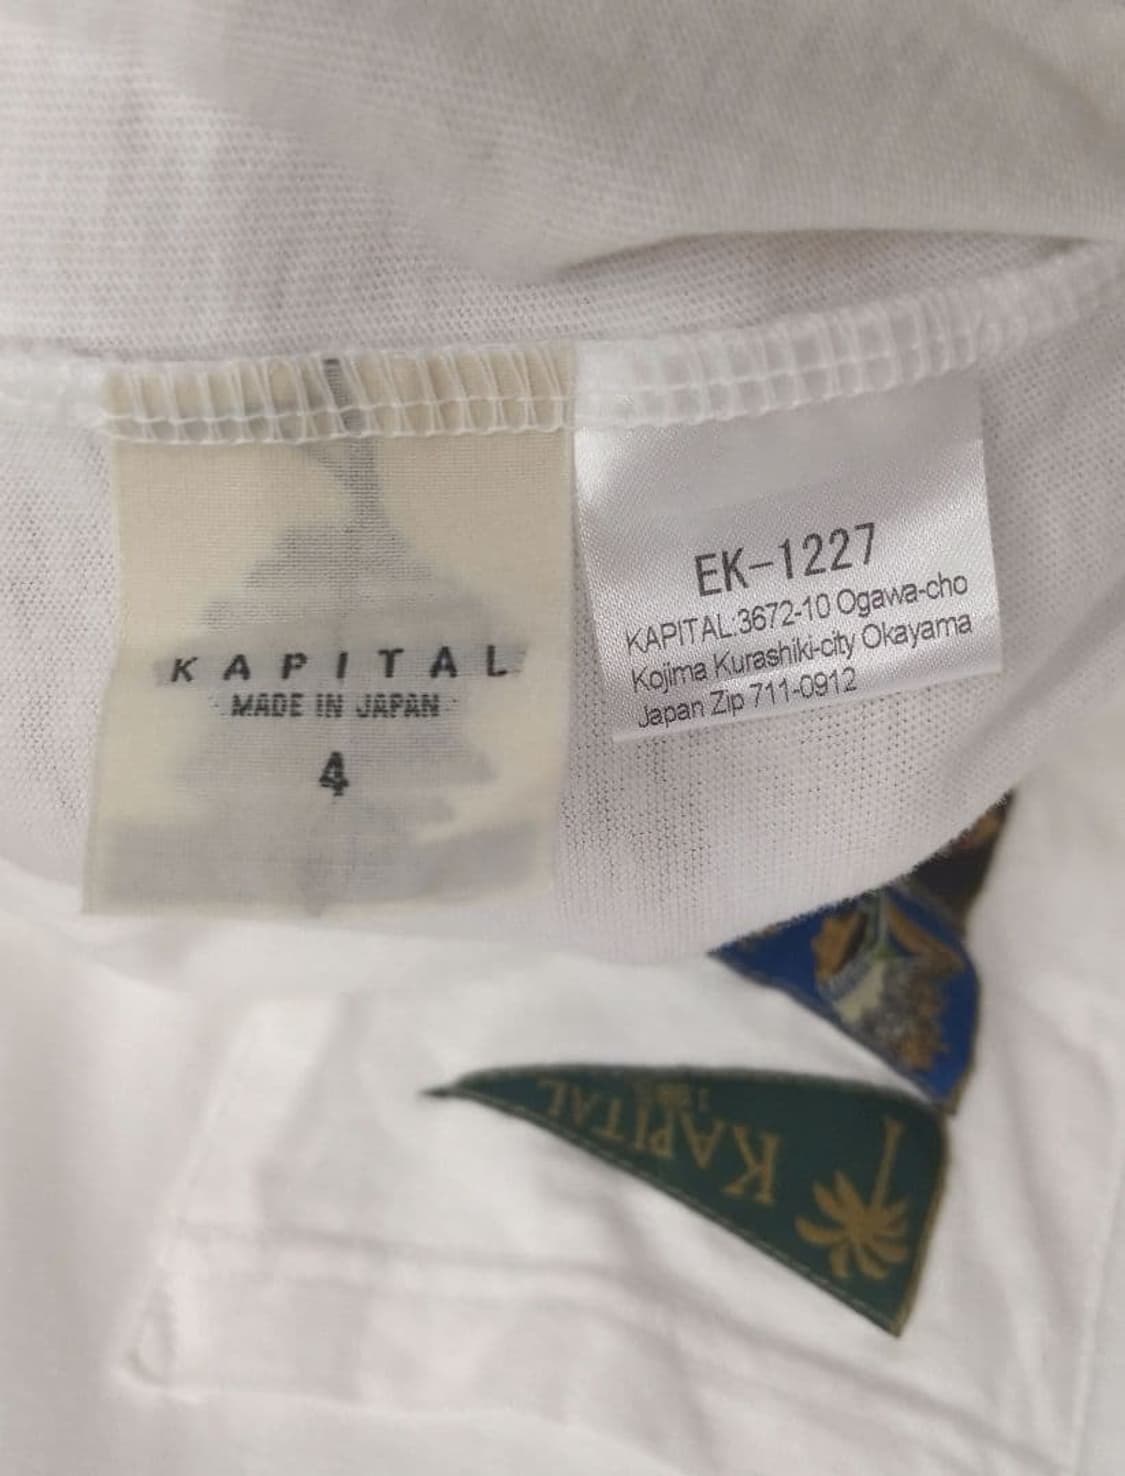 KAPITAL
MADE IN JAPAN
4
EK-1227
KAPITAL:3672-10 Ogawa-cho
Kojima Kurashiki-city Okayama
Japan Zip 711-0912
KAPITAL